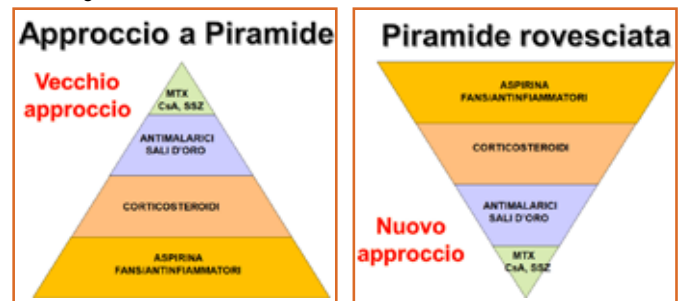 Approccio a Piramide
Vecchio
approccio
MTX
CsA, SSZ
ANTIMALARICI
SALI D'ORO
CORTICOSTEROIDI
ASPIRINA
FANS/ANTINFIAMMATORI
Piramide rovesciata
ASPIRINA
FANS/ANTINFIAMMATORI
CORTICOSTEROIDI
ANTIMALARICI
SALI D'ORO
Nuovo
approccio
MTX
CsA, SSZ